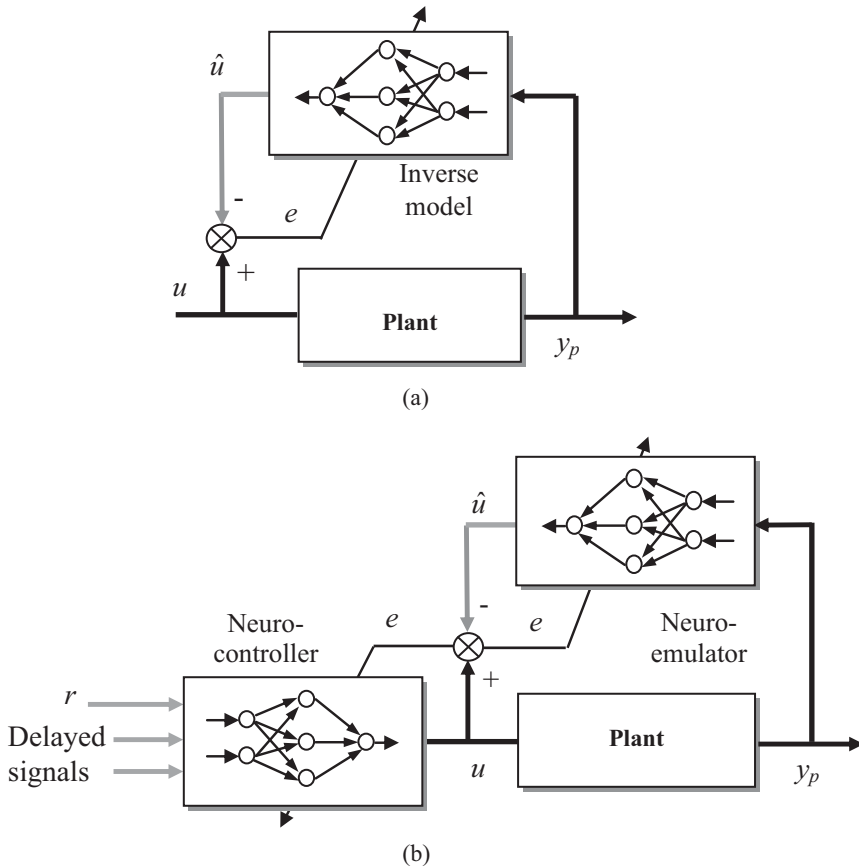 û
-
e
Inverse
model
+
u
Plant
y_p
(a)
û
-
Neuro-
controller
e
e
Neuro-
emulator
+
r
Delayed
signals
Plant
u
y_p
(b)